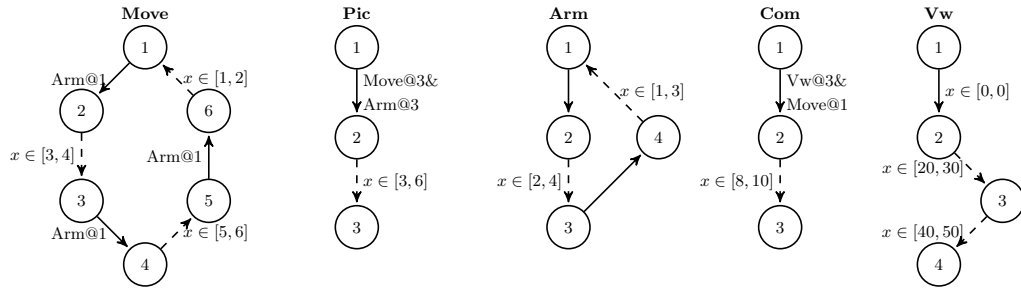 Move
1
Arm@1
x ∈ [1, 2]
2
6
x ∈ [3, 4]
Arm@1
3
5
Arm@1
x ∈ [5, 6]
4
Pic
1
Move@3&
Arm@3
2
x ∈ [3, 6]
3
Arm
1
x ∈ [1, 3]
2
4
x ∈ [2, 4]
3
Com
1
Vw@3&
Move@1
2
x ∈ [8, 10]
3
Vw
1
x ∈ [0, 0]
2
x ∈ [20, 30]
3
x ∈ [40, 50]
4